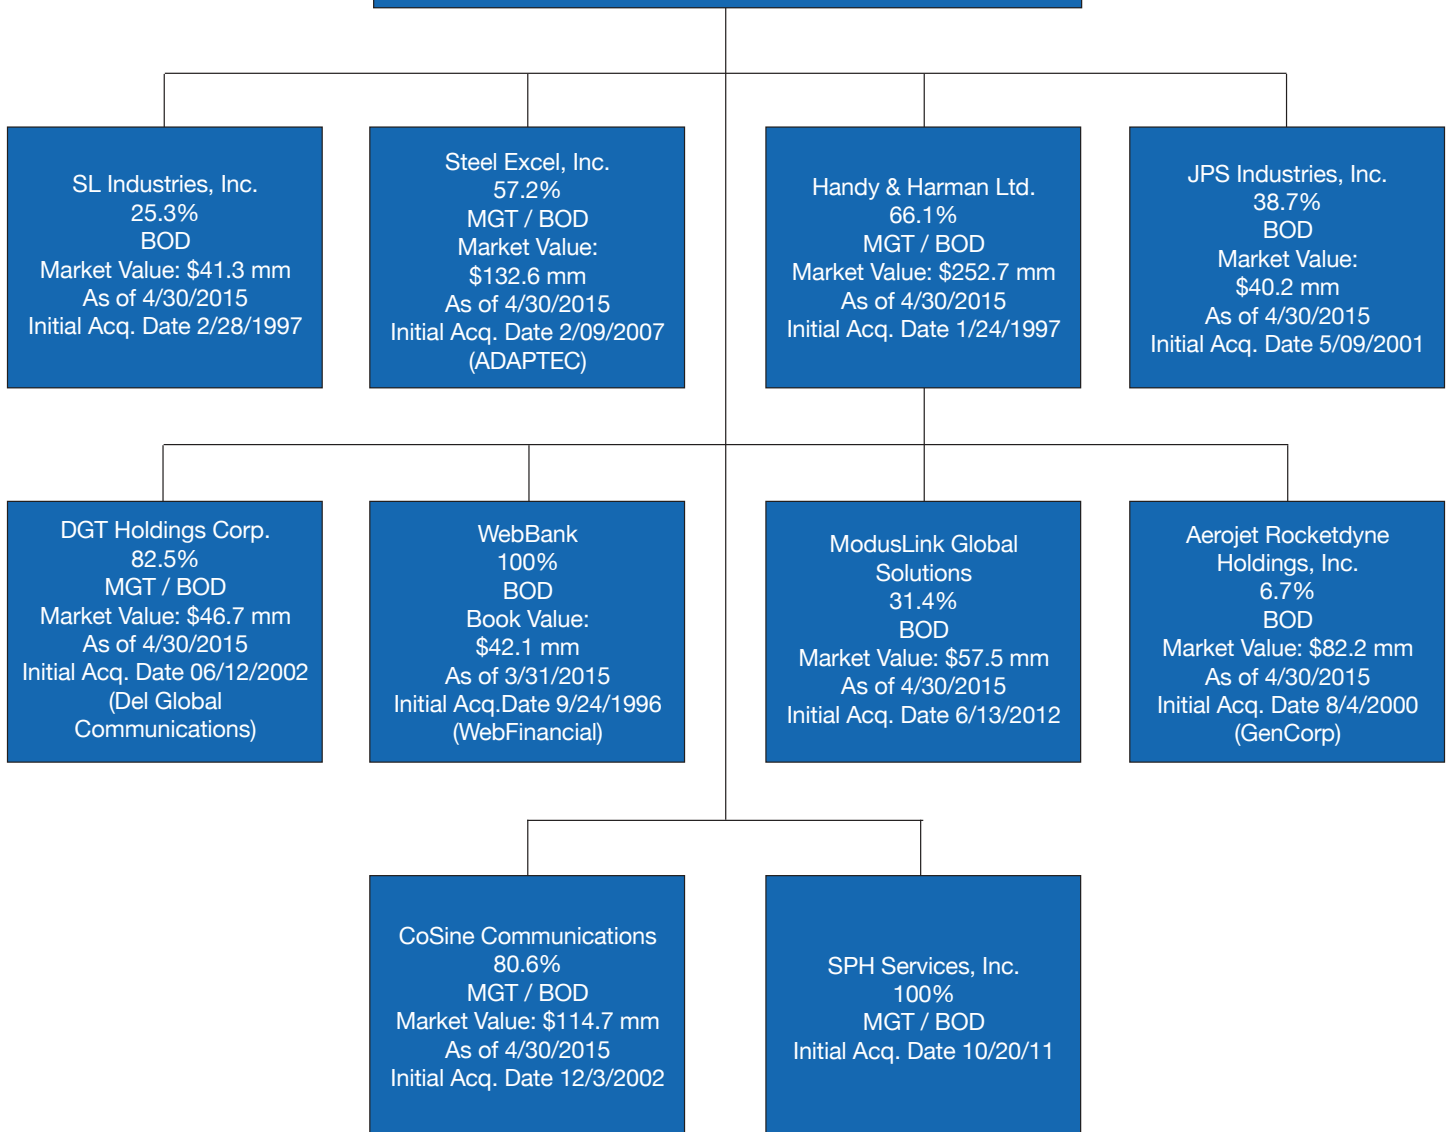 SL Industries, Inc.
25.3%
BOD
Market Value: $41.3 mm
As of 4/30/2015
Initial Acq. Date 2/28/1997
Steel Excel, Inc.
57.2%
MGT / BOD
Market Value:
$132.6 mm
As of 4/30/2015
Initial Acq. Date 2/09/2007
(ADAPTEC)
Handy & Harman Ltd.
66.1%
MGT / BOD
Market Value: $252.7 mm
As of 4/30/2015
Initial Acq. Date 1/24/1997
JPS Industries, Inc.
38.7%
BOD
Market Value:
$40.2 mm
As of 4/30/2015
Initial Acq. Date 5/09/2001
DGT Holdings Corp.
82.5%
MGT / BOD
Market Value: $46.7 mm
As of 4/30/2015
Initial Acq. Date 06/12/2002
(Del Global
Communications)
WebBank
100%
BOD
Book Value:
$42.1 mm
As of 3/31/2015
Initial Acq.Date 9/24/1996
(WebFinancial)
ModusLink Global
Solutions
31.4%
BOD
Market Value: $57.5 mm
As of 4/30/2015
Initial Acq. Date 6/13/2012
Aerojet Rocketdyne
Holdings, Inc.
6.7%
BOD
Market Value: $82.2 mm
As of 4/30/2015
Initial Acq. Date 8/4/2000
(GenCorp)
CoSine Communications
80.6%
MGT / BOD
Market Value: $114.7 mm
As of 4/30/2015
Initial Acq. Date 12/3/2002
SPH Services, Inc.
100%
MGT / BOD
Initial Acq. Date 10/20/11